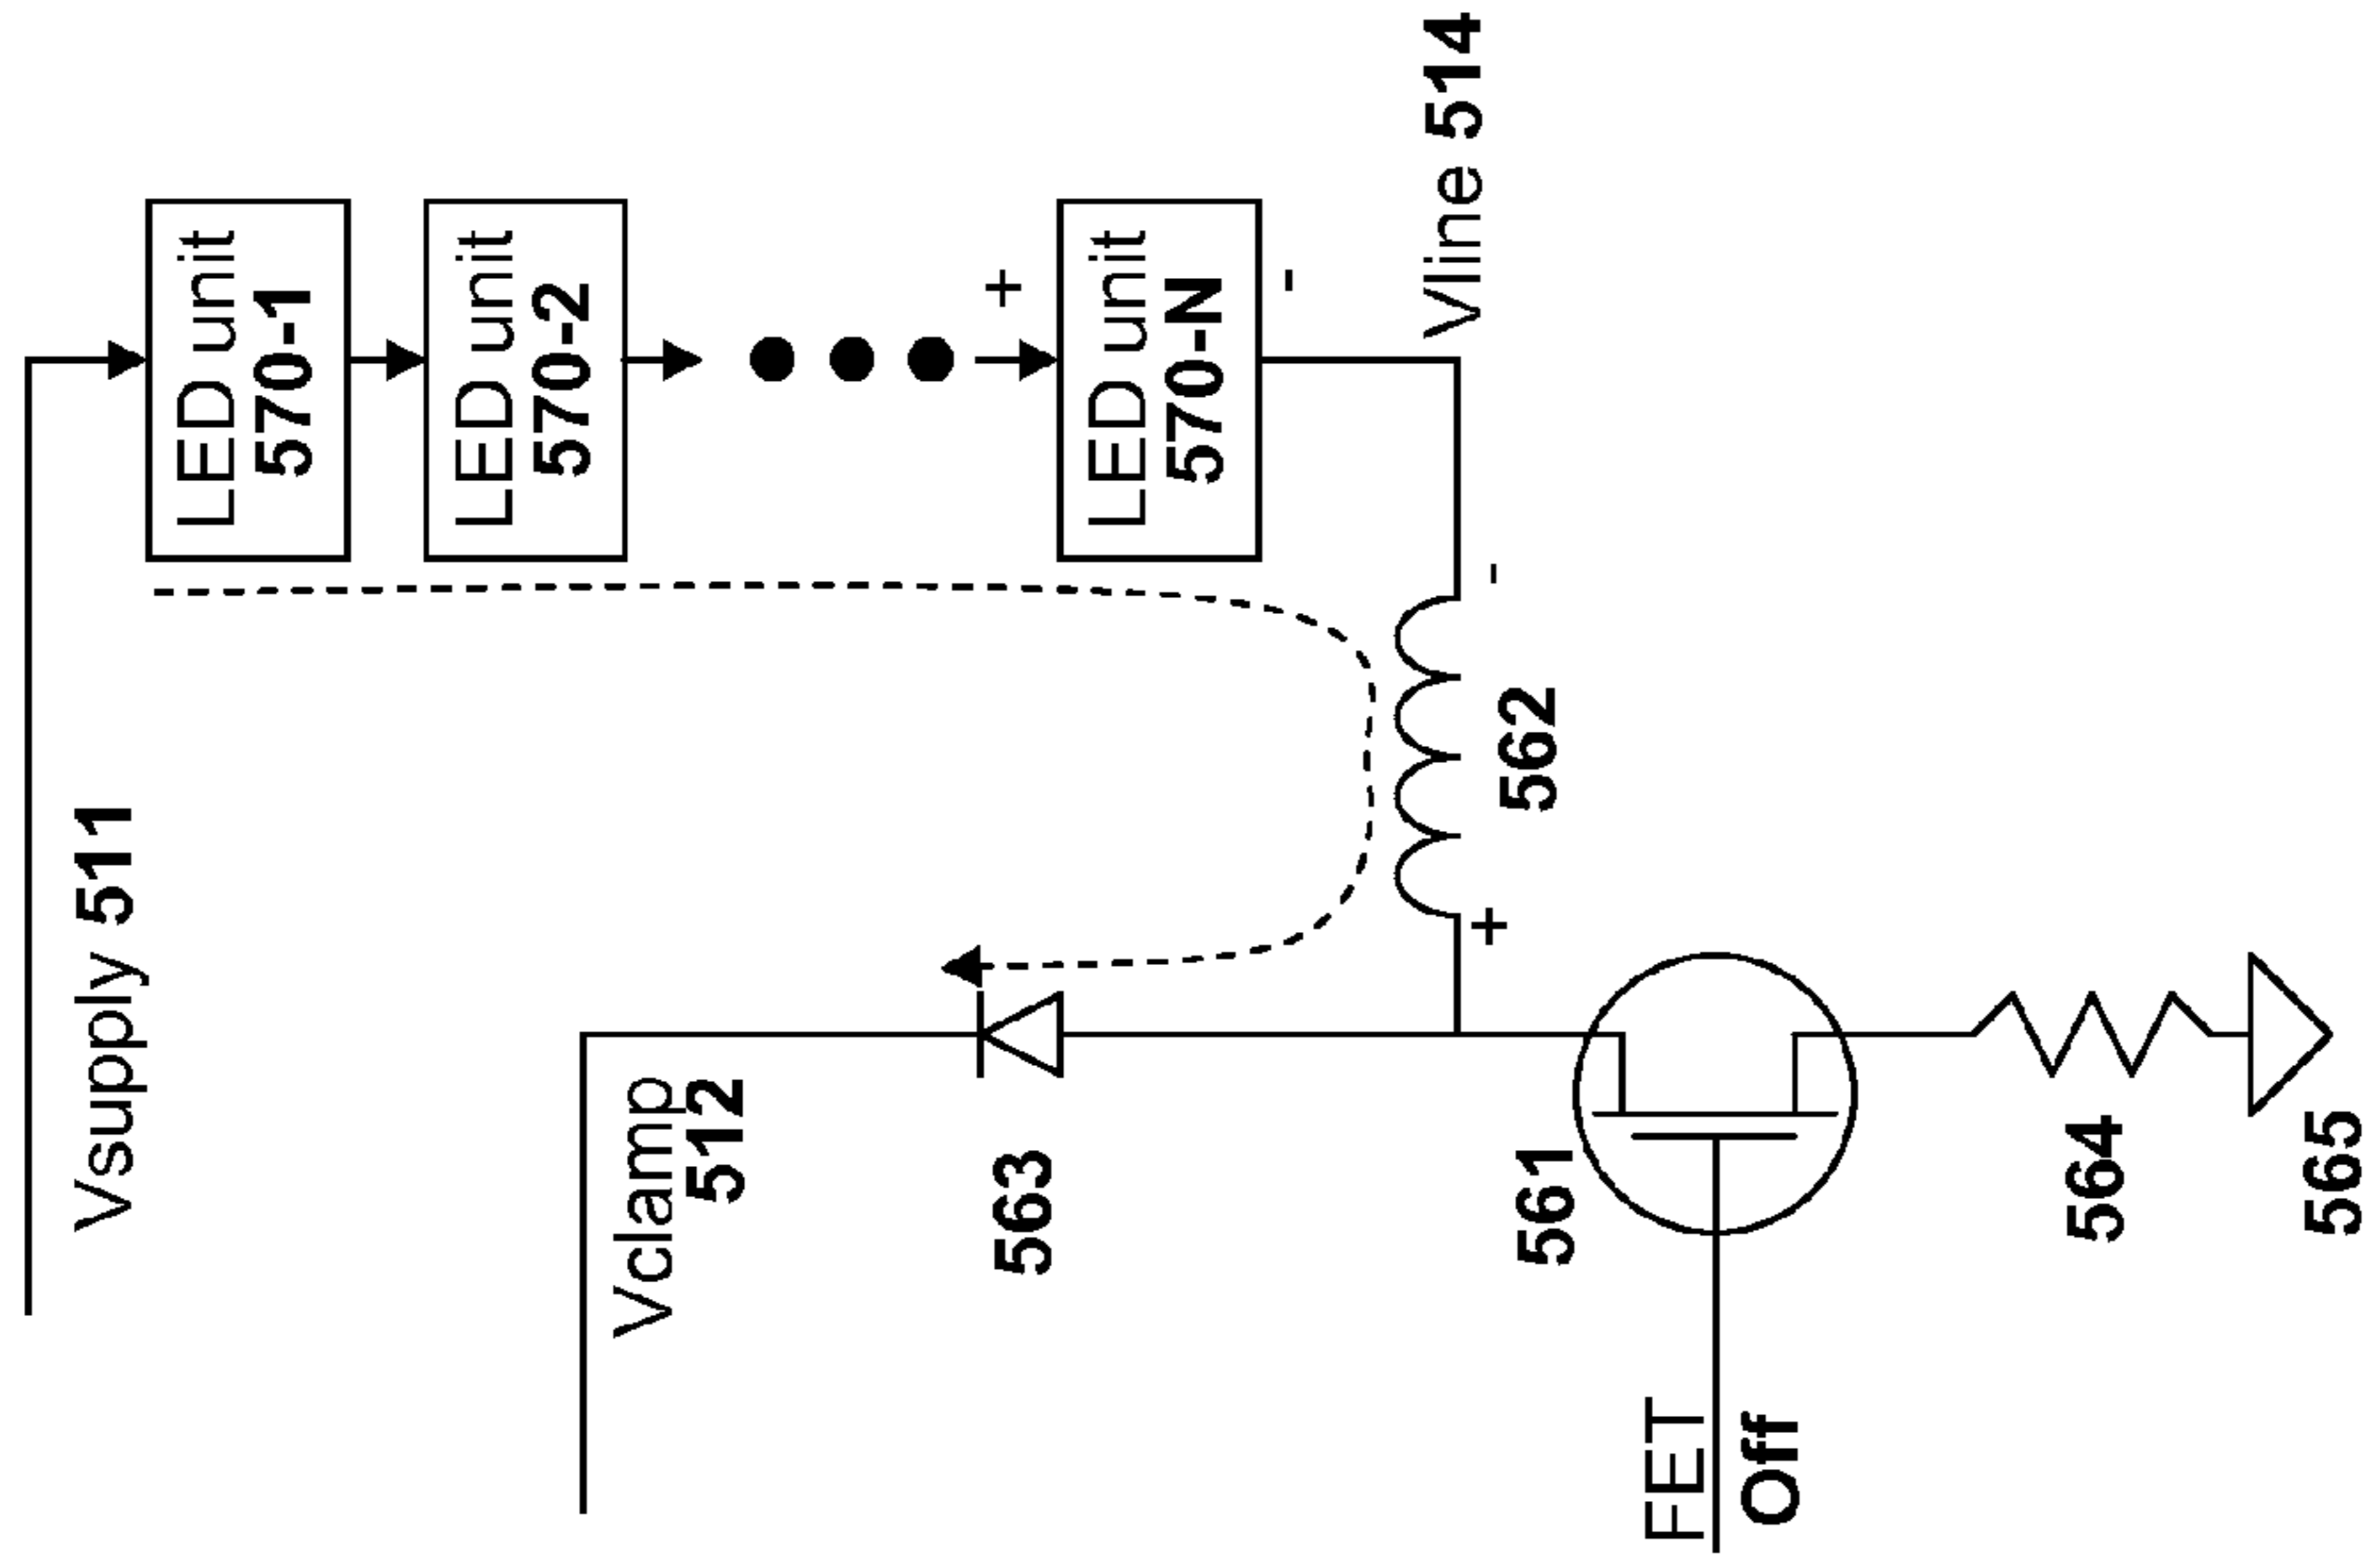 Vsupply 511
LED unit
570-1
LED unit
570-2
+
LED unit
570-N
-
Vline 514
Vclamp
512
563
+
562
-
FET
Off
561
564
565